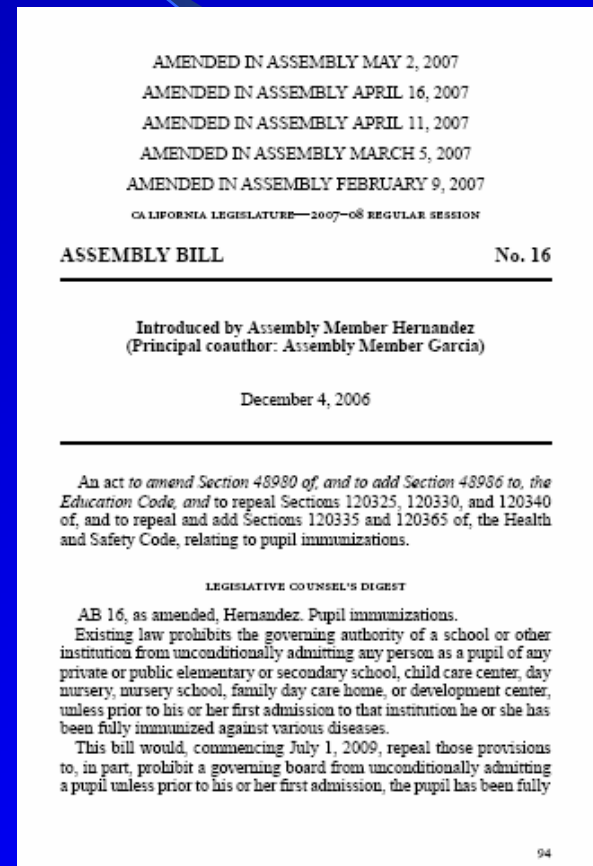 AMENDED IN ASSEMBLY MAY 2, 2007
AMENDED IN ASSEMBLY APRIL 16, 2007
AMENDED IN ASSEMBLY APRIL 11, 2007
AMENDED IN ASSEMBLY MARCH 5, 2007
AMENDED IN ASSEMBLY FEBRUARY 9, 2007
CALIFORNIA LEGISLATURE—2007–08 REGULAR SESSION
ASSEMBLY BILL No. 16
Introduced by Assembly Member Hernandez
(Principal coauthor: Assembly Member Garcia)
December 4, 2006
An act to amend Section 48980 of, and to add Section 48986 to, the
Education Code, and to repeal Sections 120325, 120330, and 120340
of, and to repeal and add Sections 120335 and 120365 of, the Health
and Safety Code, relating to pupil immunizations.
LEGISLATIVE COUNSEL'S DIGEST
AB 16, as amended, Hernandez. Pupil immunizations.
Existing law prohibits the governing authority of a school or other
institution from unconditionally admitting any person as a pupil of any
private or public elementary or secondary school, child care center, day
nursery, nursery school, family day care home, or development center,
unless prior to his or her first admission to that institution he or she has
been fully immunized against various diseases.
This bill would, commencing July 1, 2009, repeal those provisions
to, in part, prohibit a governing board from unconditionally admitting
a pupil unless prior to his or her first admission, the pupil has been fully
94